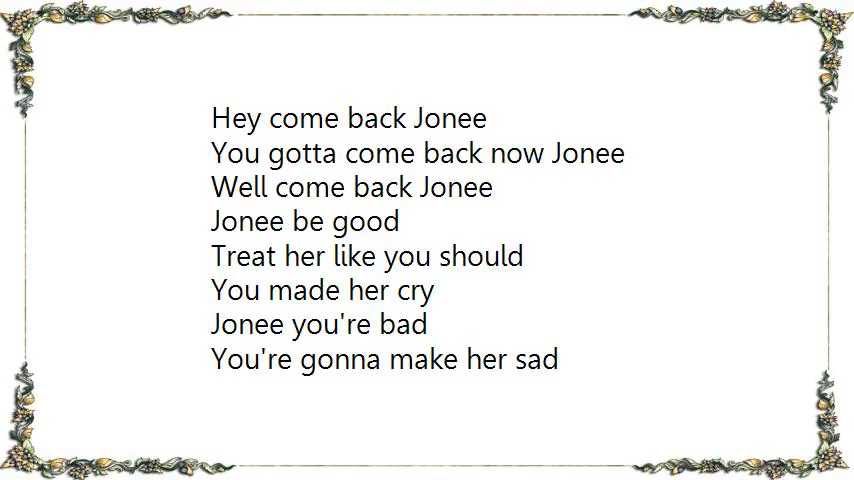 Hey come back Jonee
You gotta come back now Jonee
Well come back Jonee
Jonee be good
Treat her like you should
You made her cry
Jonee you're bad
You're gonna make her sad